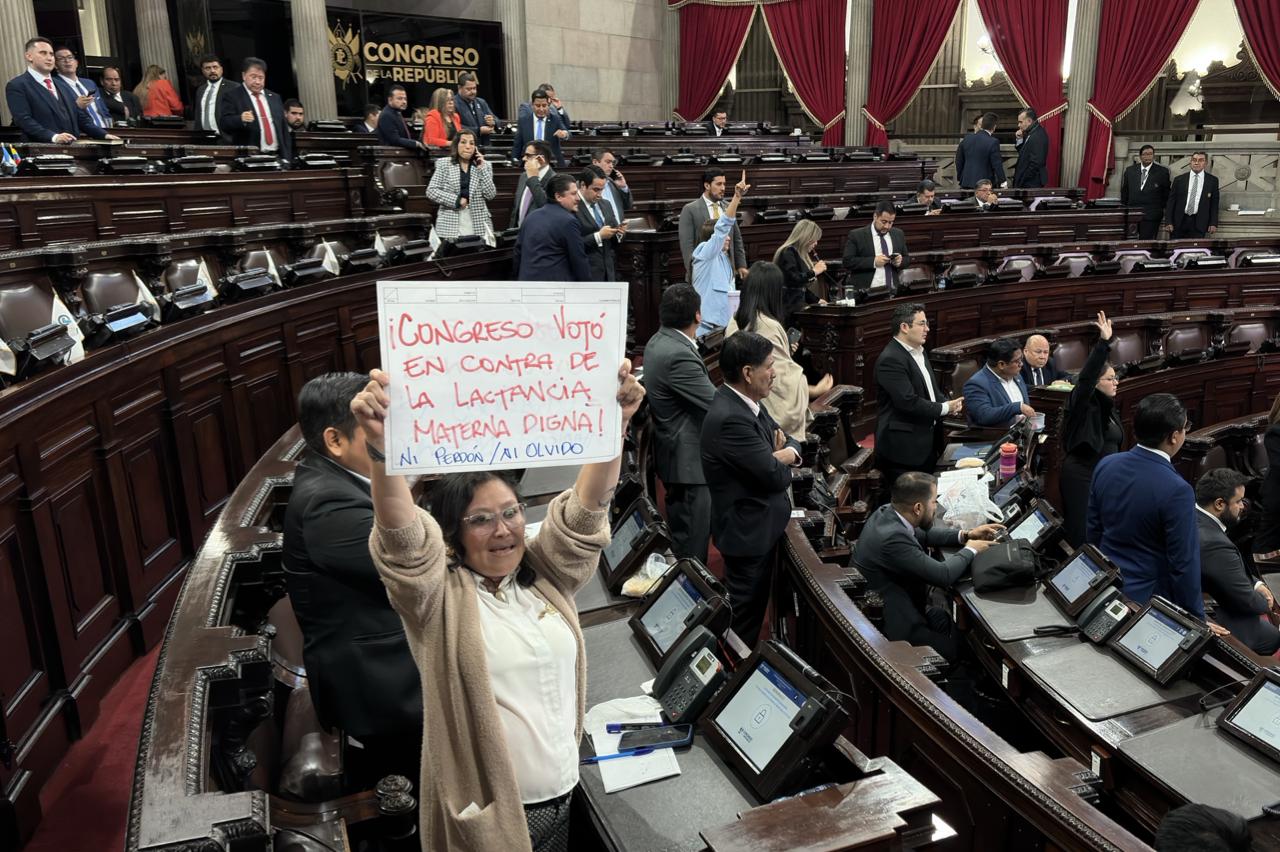 CONGRESO
DE LA REPÚBLICA
¡CONGRESO VOTÓ
EN CONTRA DE
LA LACTANCIA
MATERNA DIGNA!
NI PERDÓN/NI OLVIDO